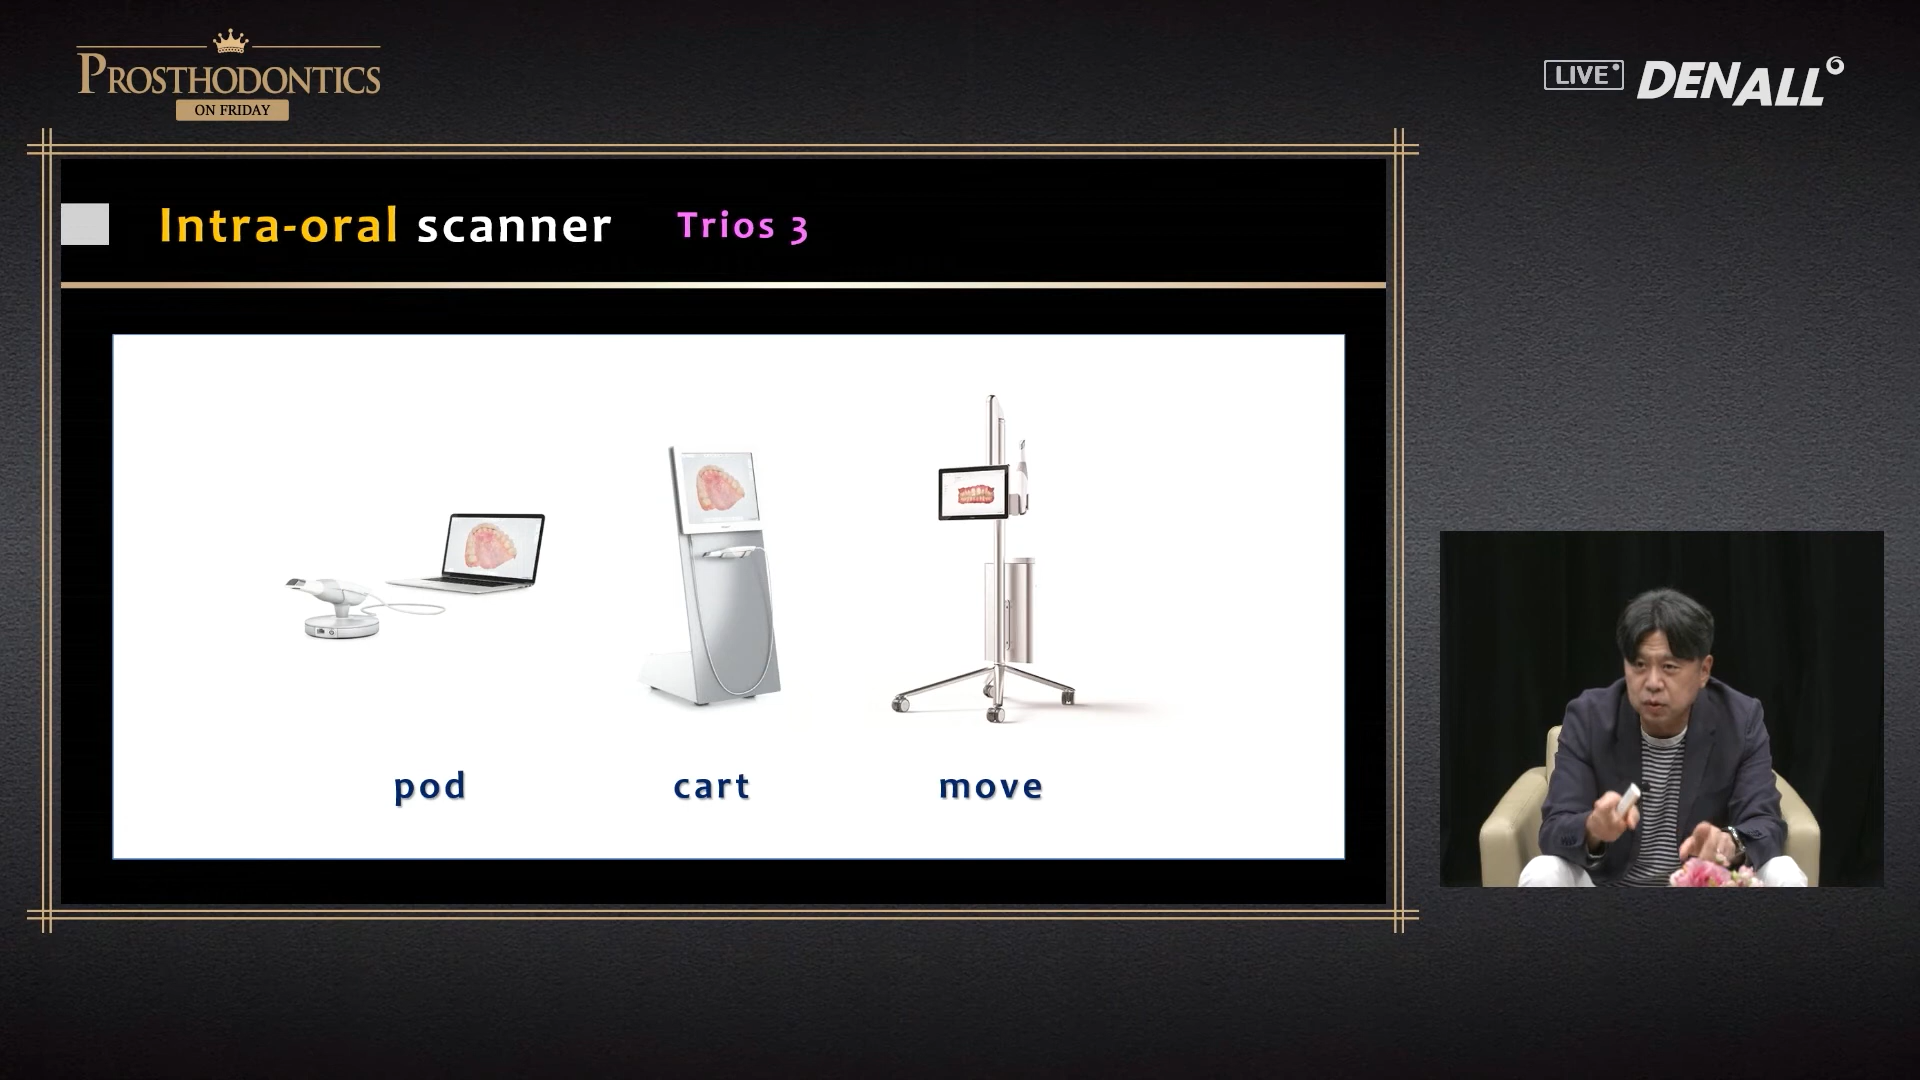 PROSTHODONTICS
ON FRIDAY
LIVE
DENALL
Intra-oral scanner Trios 3
pod cart move